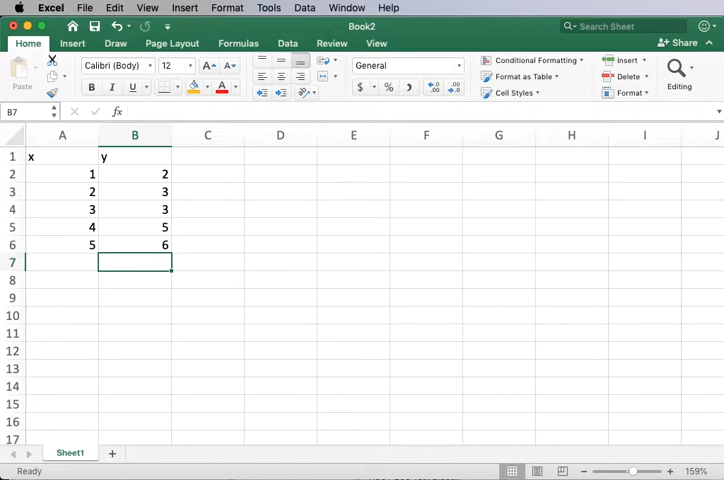 Excel File Edit View Insert Format Tools Data Window Help
Book2
Search Sheet
Home Insert Draw Page Layout Formulas Data Review View Share
Paste
Calibri (Body) 12 A A
B I U A
General
$ % ,
Conditional Formatting
Format as Table
Cell Styles
Insert
Delete
Format
Editing
B7 fx
A B C D E F G H I J
1 x y
2 1 2
3 2 3
4 3 3
5 4 5
6 5 6
7
8
9
10
11
12
13
14
15
16
17
Sheet1 +
Ready 159%